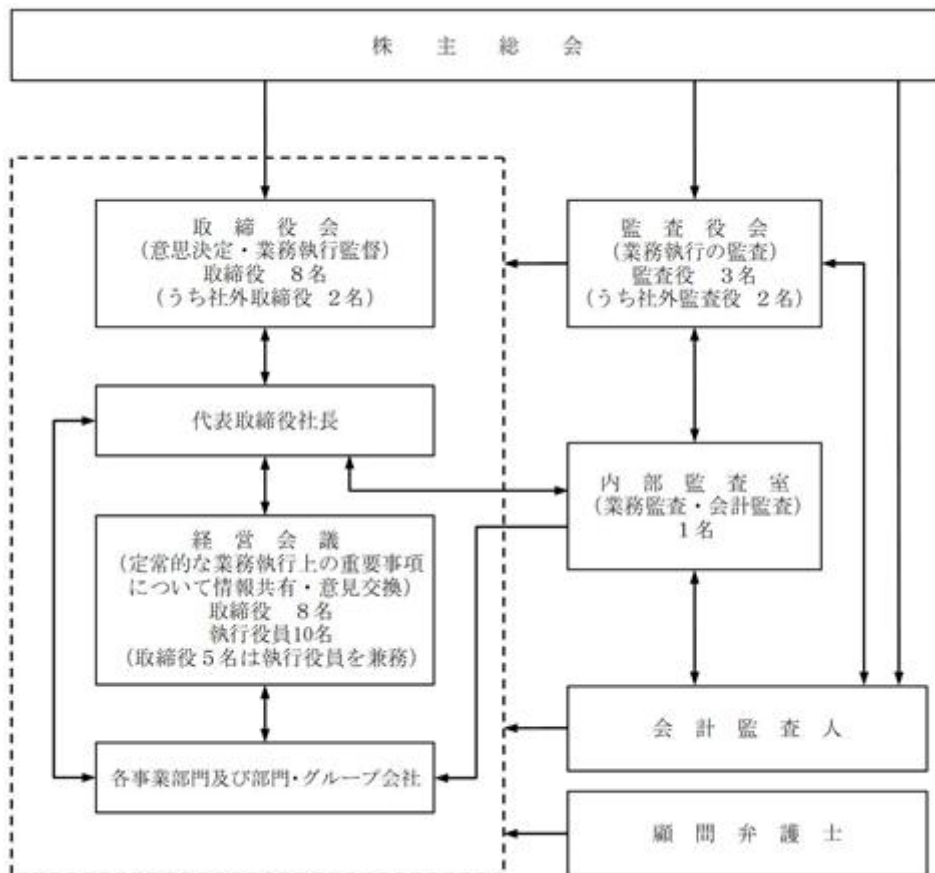 株主総会
取締役会
(意思決定・業務執行監督)
取締役 8名
(うち社外取締役 2名)
監査役会
(業務執行の監査)
監査役 3名
(うち社外監査役 2名)
代表取締役社長
内部監査室
(業務監査・会計監査)
1名
経営会議
(定常的な業務執行上の重要事項
について情報共有・意見交換)
取締役 8名
執行役員10名
(取締役5名は執行役員を兼務)
会計監査人
各事業部門及び部門・グループ会社
顧問弁護士